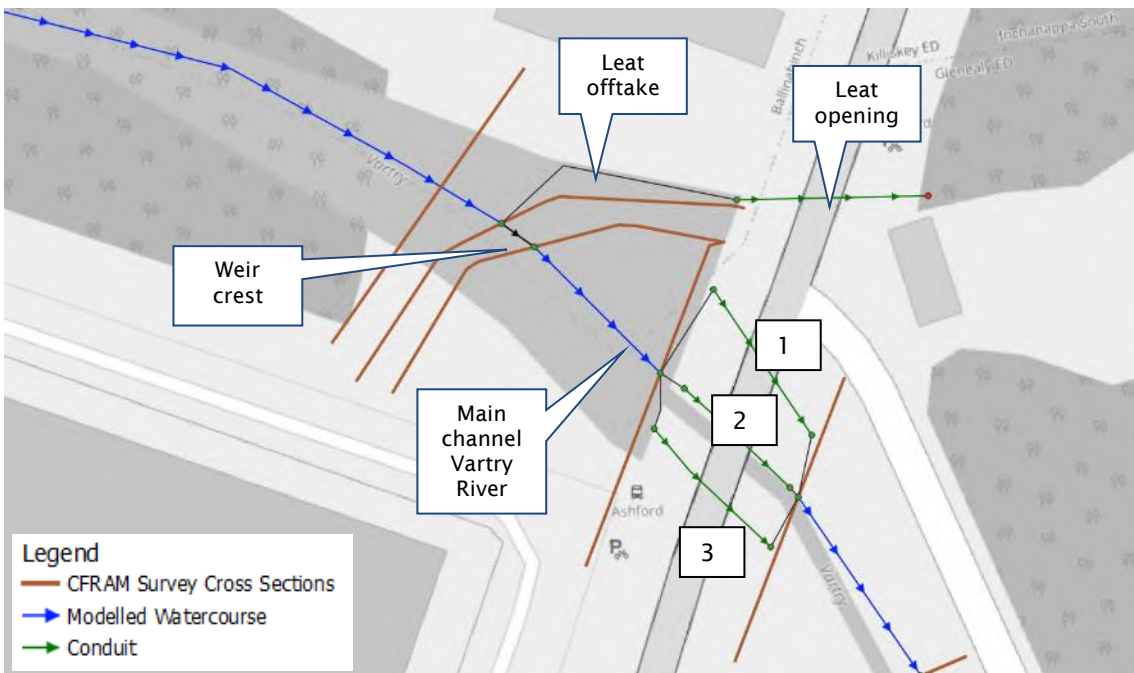 Inchanappa South
Killiskey ED
Glenealy ED
Ballinahinch
Leat
offtake
Leat
opening
Vartry
Weir
crest
1
2
3
Main
channel
Vartry
River
Ashford
P
Vartry
Legend
CFRAM Survey Cross Sections
Modelled Watercourse
Conduit